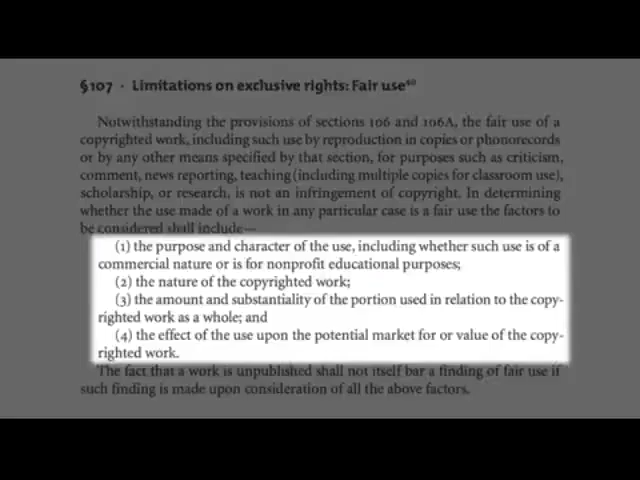 § 107 · Limitations on exclusive rights: Fair use⁴⁰
Notwithstanding the provisions of sections 106 and 106A, the fair use of a
copyrighted work, including such use by reproduction in copies or phonorecords
or by any other means specified by that section, for purposes such as criticism,
comment, news reporting, teaching (including multiple copies for classroom use),
scholarship, or research, is not an infringement of copyright. In determining
whether the use made of a work in any particular case is a fair use the factors to
be considered shall include—
(1) the purpose and character of the use, including whether such use is of a
commercial nature or is for nonprofit educational purposes;
(2) the nature of the copyrighted work;
(3) the amount and substantiality of the portion used in relation to the copy-
righted work as a whole; and
(4) the effect of the use upon the potential market for or value of the copy-
righted work.
The fact that a work is unpublished shall not itself bar a finding of fair use if
such finding is made upon consideration of all the above factors.